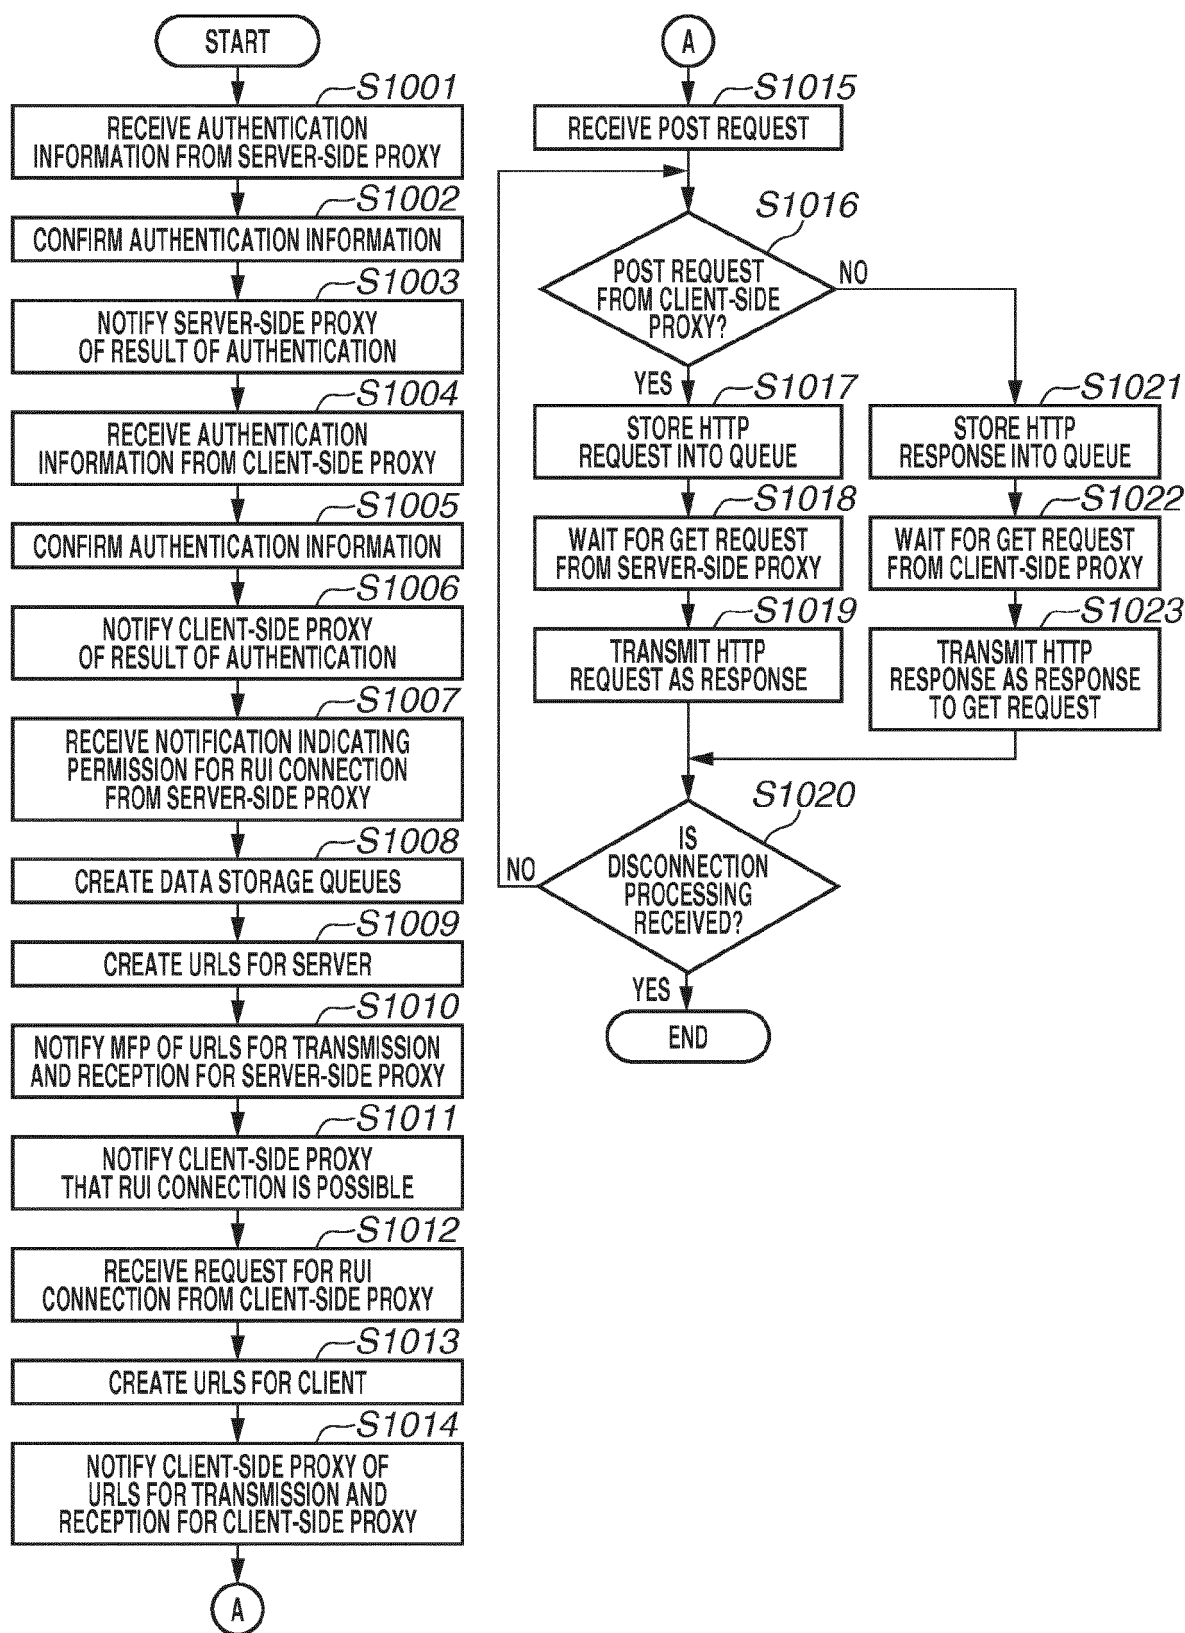 START
S1001
RECEIVE AUTHENTICATION
INFORMATION FROM SERVER-SIDE PROXY
S1002
CONFIRM AUTHENTICATION INFORMATION
S1003
NOTIFY SERVER-SIDE PROXY
OF RESULT OF AUTHENTICATION
S1004
RECEIVE AUTHENTICATION
INFORMATION FROM CLIENT-SIDE PROXY
S1005
CONFIRM AUTHENTICATION INFORMATION
S1006
NOTIFY CLIENT-SIDE PROXY
OF RESULT OF AUTHENTICATION
S1007
RECEIVE NOTIFICATION INDICATING
PERMISSION FOR RUI CONNECTION
FROM SERVER-SIDE PROXY
S1008
CREATE DATA STORAGE QUEUES
S1009
CREATE URLS FOR SERVER
S1010
NOTIFY MFP OF URLS FOR TRANSMISSION
AND RECEPTION FOR SERVER-SIDE PROXY
S1011
NOTIFY CLIENT-SIDE PROXY
THAT RUI CONNECTION IS POSSIBLE
S1012
RECEIVE REQUEST FOR RUI
CONNECTION FROM CLIENT-SIDE PROXY
S1013
CREATE URLS FOR CLIENT
S1014
NOTIFY CLIENT-SIDE PROXY OF
URLS FOR TRANSMISSION AND
RECEPTION FOR CLIENT-SIDE PROXY
A
A
S1015
RECEIVE POST REQUEST
S1016
POST REQUEST
FROM CLIENT-SIDE
PROXY?
NO
YES
S1017
STORE HTTP
REQUEST INTO QUEUE
S1018
WAIT FOR GET REQUEST
FROM SERVER-SIDE PROXY
S1019
TRANSMIT HTTP
REQUEST AS RESPONSE
S1021
STORE HTTP
RESPONSE INTO QUEUE
S1022
WAIT FOR GET REQUEST
FROM CLIENT-SIDE PROXY
S1023
TRANSMIT HTTP
RESPONSE AS RESPONSE
TO GET REQUEST
S1020
IS
DISCONNECTION
PROCESSING
RECEIVED?
NO
YES
END